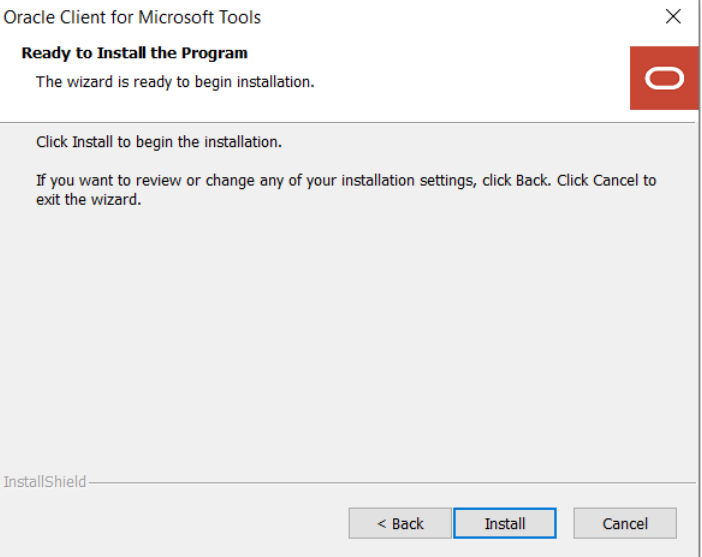 Oracle Client for Microsoft Tools
Ready to Install the Program
The wizard is ready to begin installation.
Click Install to begin the installation.
If you want to review or change any of your installation settings, click Back. Click Cancel to
exit the wizard.
InstallShield
< Back
Install
Cancel